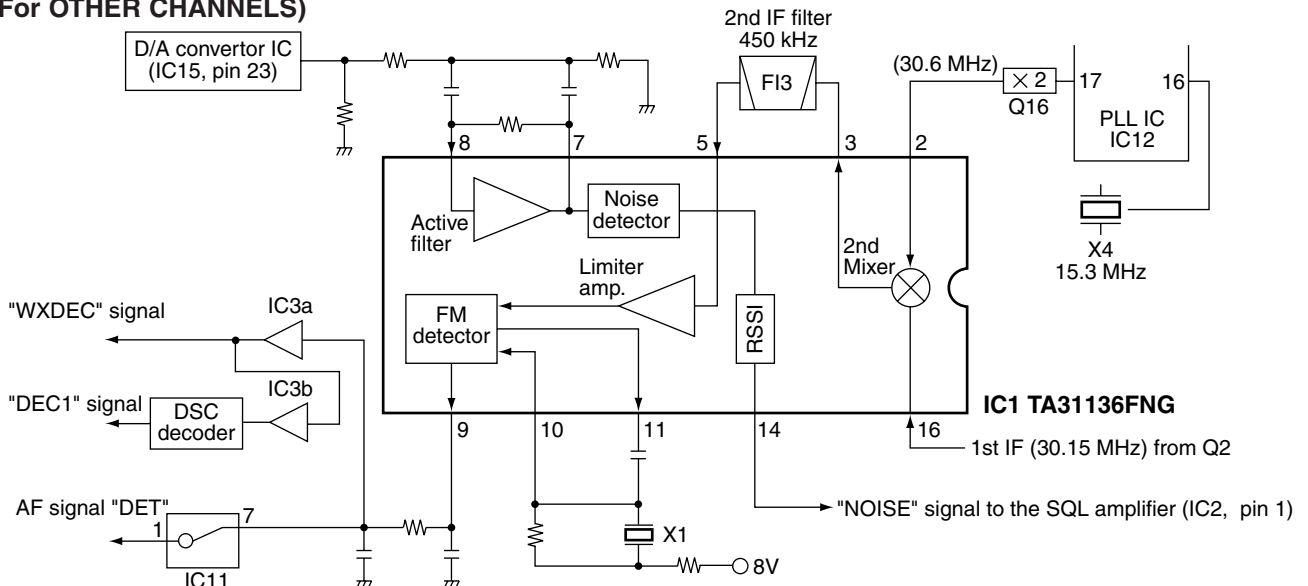 For OTHER CHANNELS)
2nd IF filter
450 kHz
D/A convertor IC
(IC15, pin 23)
FI3
(30.6 MHz)
× 2
Q16
17
16
PLL IC
IC12
8
7
5
3
2
Active
filter
Noise
detector
2nd
Mixer
X4
15.3 MHz
Limiter
amp.
"WXDEC" signal
IC3a
FM
detector
RSSI
"DEC1" signal
DSC
decoder
IC3b
IC1 TA31136FNG
9
10
11
14
16
1st IF (30.15 MHz) from Q2
AF signal "DET"
1
7
IC11
X1
8V
"NOISE" signal to the SQL amplifier (IC2, pin 1)